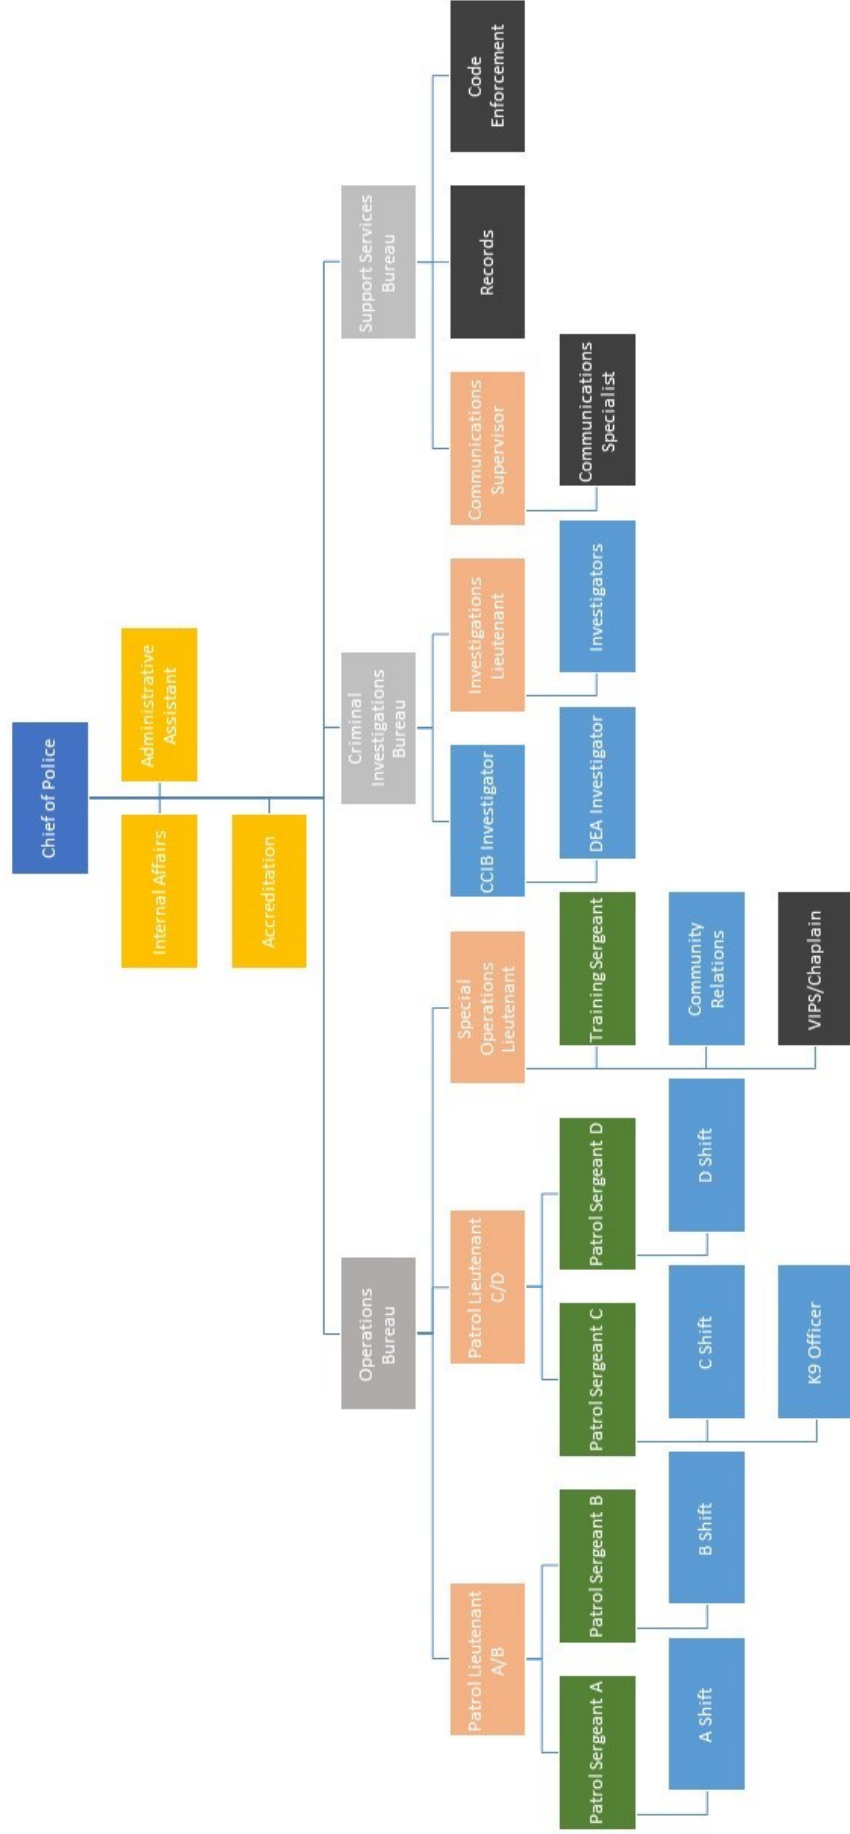 Chief of Police
Internal Affairs
Administrative
Assistant
Accreditation
Operations
Bureau
Criminal
Investigations
Bureau
Support Services
Bureau
Patrol Lieutenant
A/B
Patrol Lieutenant
C/D
Special
Operations
Lieutenant
CCIB Investigator
Investigations
Lieutenant
Communications
Supervisor
Records
Code
Enforcement
Patrol Sergeant A
Patrol Sergeant B
Patrol Sergeant C
Patrol Sergeant D
Training Sergeant
DEA Investigator
Investigators
Communications
Specialist
A Shift
B Shift
C Shift
D Shift
Community
Relations
K9 Officer
VIPS/Chaplain